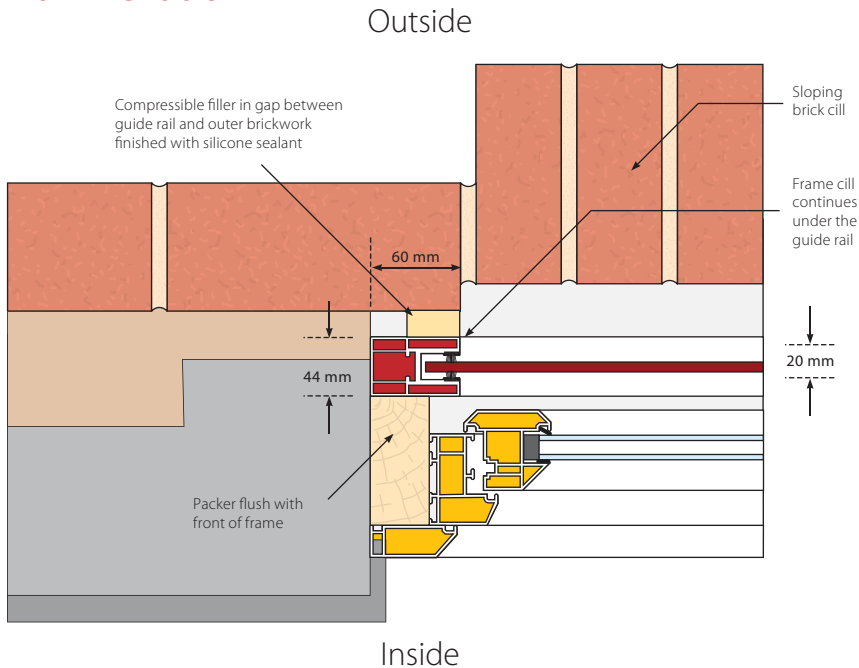 Outside
Compressible filler in gap between
guide rail and outer brickwork
finished with silicone sealant
Sloping
brick cill
Frame cill
continues
under the
guide rail
60 mm
44 mm
20 mm
Packer flush with
front of frame
Inside